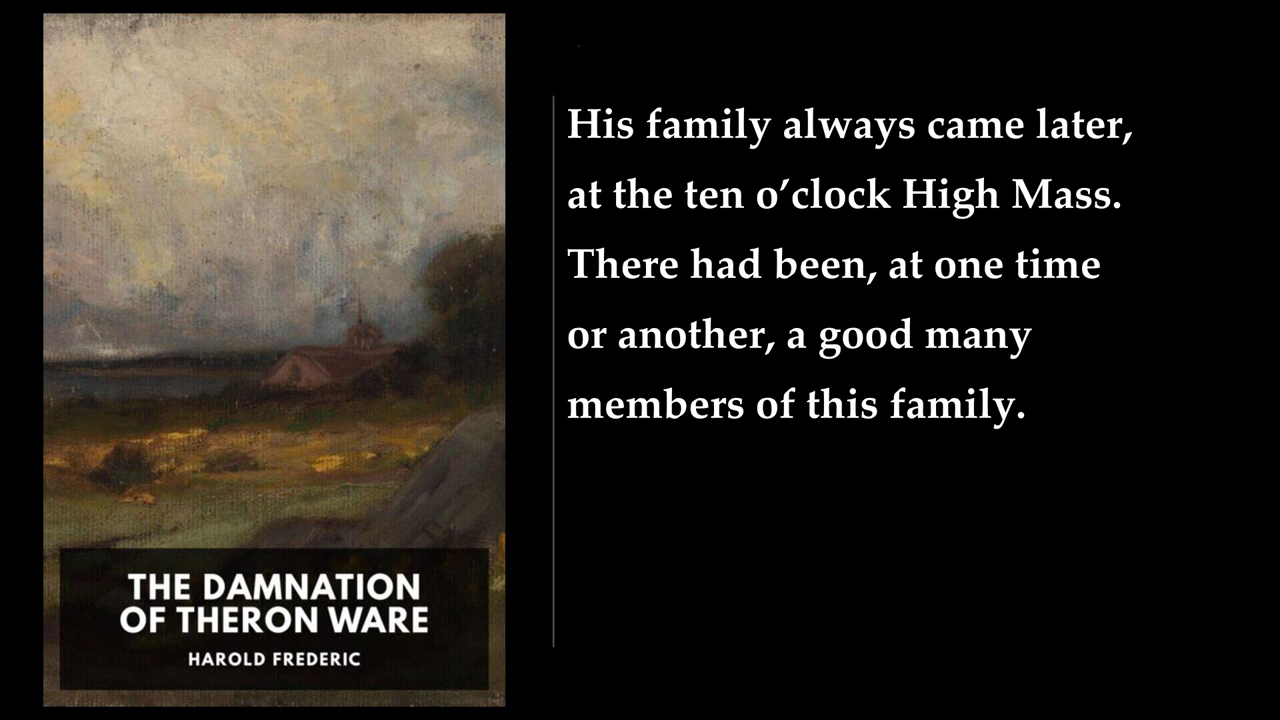 His family always came later,
at the ten o’clock High Mass.
There had been, at one time
or another, a good many
members of this family.
THE DAMNATION
OF THERON WARE
HAROLD FREDERIC